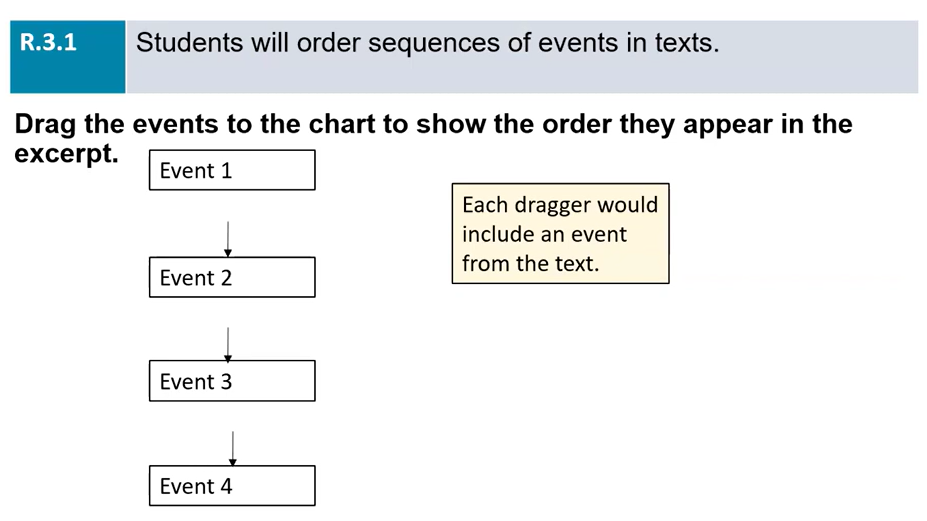 R.3.1
Students will order sequences of events in texts.
Drag the events to the chart to show the order they appear in the
excerpt.
Event 1
Each dragger would
include an event
from the text.
Event 2
Event 3
Event 4